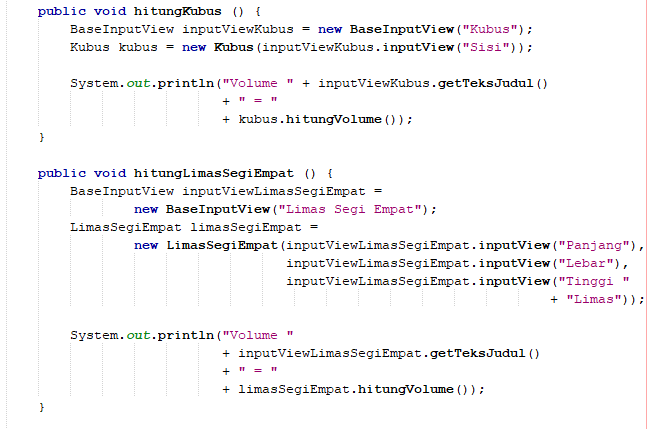 public void hitungKubus () {
BaseInputView inputViewKubus = new BaseInputView("Kubus");
Kubus kubus = new Kubus(inputViewKubus.inputView("Sisi"));
System.out.println("Volume " + inputViewKubus.getTeksJudul()
+ " = "
+ kubus.hitungVolume());
}
public void hitungLimasSegiEmpat () {
BaseInputView inputViewLimasSegiEmpat =
new BaseInputView("Limas Segi Empat");
LimasSegiEmpat limasSegiEmpat =
new LimasSegiEmpat(inputViewLimasSegiEmpat.inputView("Panjang"),
inputViewLimasSegiEmpat.inputView("Lebar"),
inputViewLimasSegiEmpat.inputView("Tinggi "
+ "Limas"));
System.out.println("Volume "
+ inputViewLimasSegiEmpat.getTeksJudul()
+ " = "
+ limasSegiEmpat.hitungVolume());
}